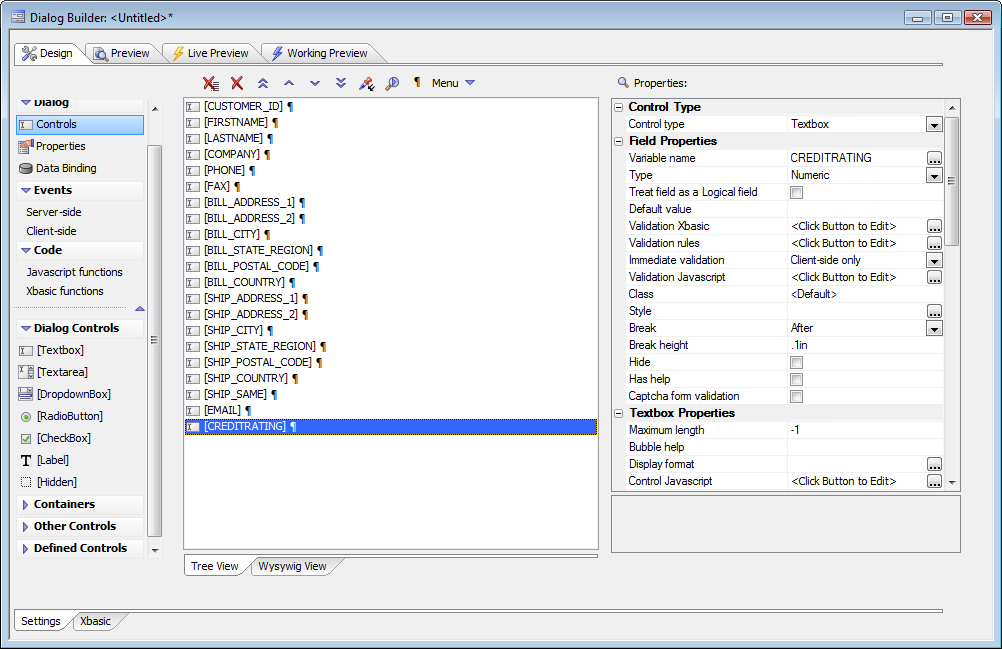 Dialog Builder: <Untitled>*
Design Preview Live Preview Working Preview
Menu
Dialog
Controls
Properties
Data Binding
Events
Server-side
Client-side
Code
Javascript functions
Xbasic functions
Dialog Controls
[Textbox]
[Textarea]
[DropdownBox]
[RadioButton]
[CheckBox]
[Label]
[Hidden]
Containers
Other Controls
Defined Controls
[CUSTOMER_ID] ¶
[FIRSTNAME] ¶
[LASTNAME] ¶
[COMPANY] ¶
[PHONE] ¶
[FAX] ¶
[BILL_ADDRESS_1] ¶
[BILL_ADDRESS_2] ¶
[BILL_CITY] ¶
[BILL_STATE_REGION] ¶
[BILL_POSTAL_CODE] ¶
[BILL_COUNTRY] ¶
[SHIP_ADDRESS_1] ¶
[SHIP_ADDRESS_2] ¶
[SHIP_CITY] ¶
[SHIP_STATE_REGION] ¶
[SHIP_POSTAL_CODE] ¶
[SHIP_COUNTRY] ¶
[SHIP_SAME] ¶
[EMAIL] ¶
[CREDITRATING] ¶
Tree View Wysywig View
Properties:
Control Type
Control type Textbox
Field Properties
Variable name CREDITRATING
Type Numeric
Treat field as a Logical field
Default value
Validation Xbasic <Click Button to Edit>
Validation rules <Click Button to Edit>
Immediate validation Client-side only
Validation Javascript <Click Button to Edit>
Class <Default>
Style
Break After
Break height .1in
Hide
Has help
Captcha form validation
Textbox Properties
Maximum length -1
Bubble help
Display format
Control Javascript <Click Button to Edit>
Settings Xbasic